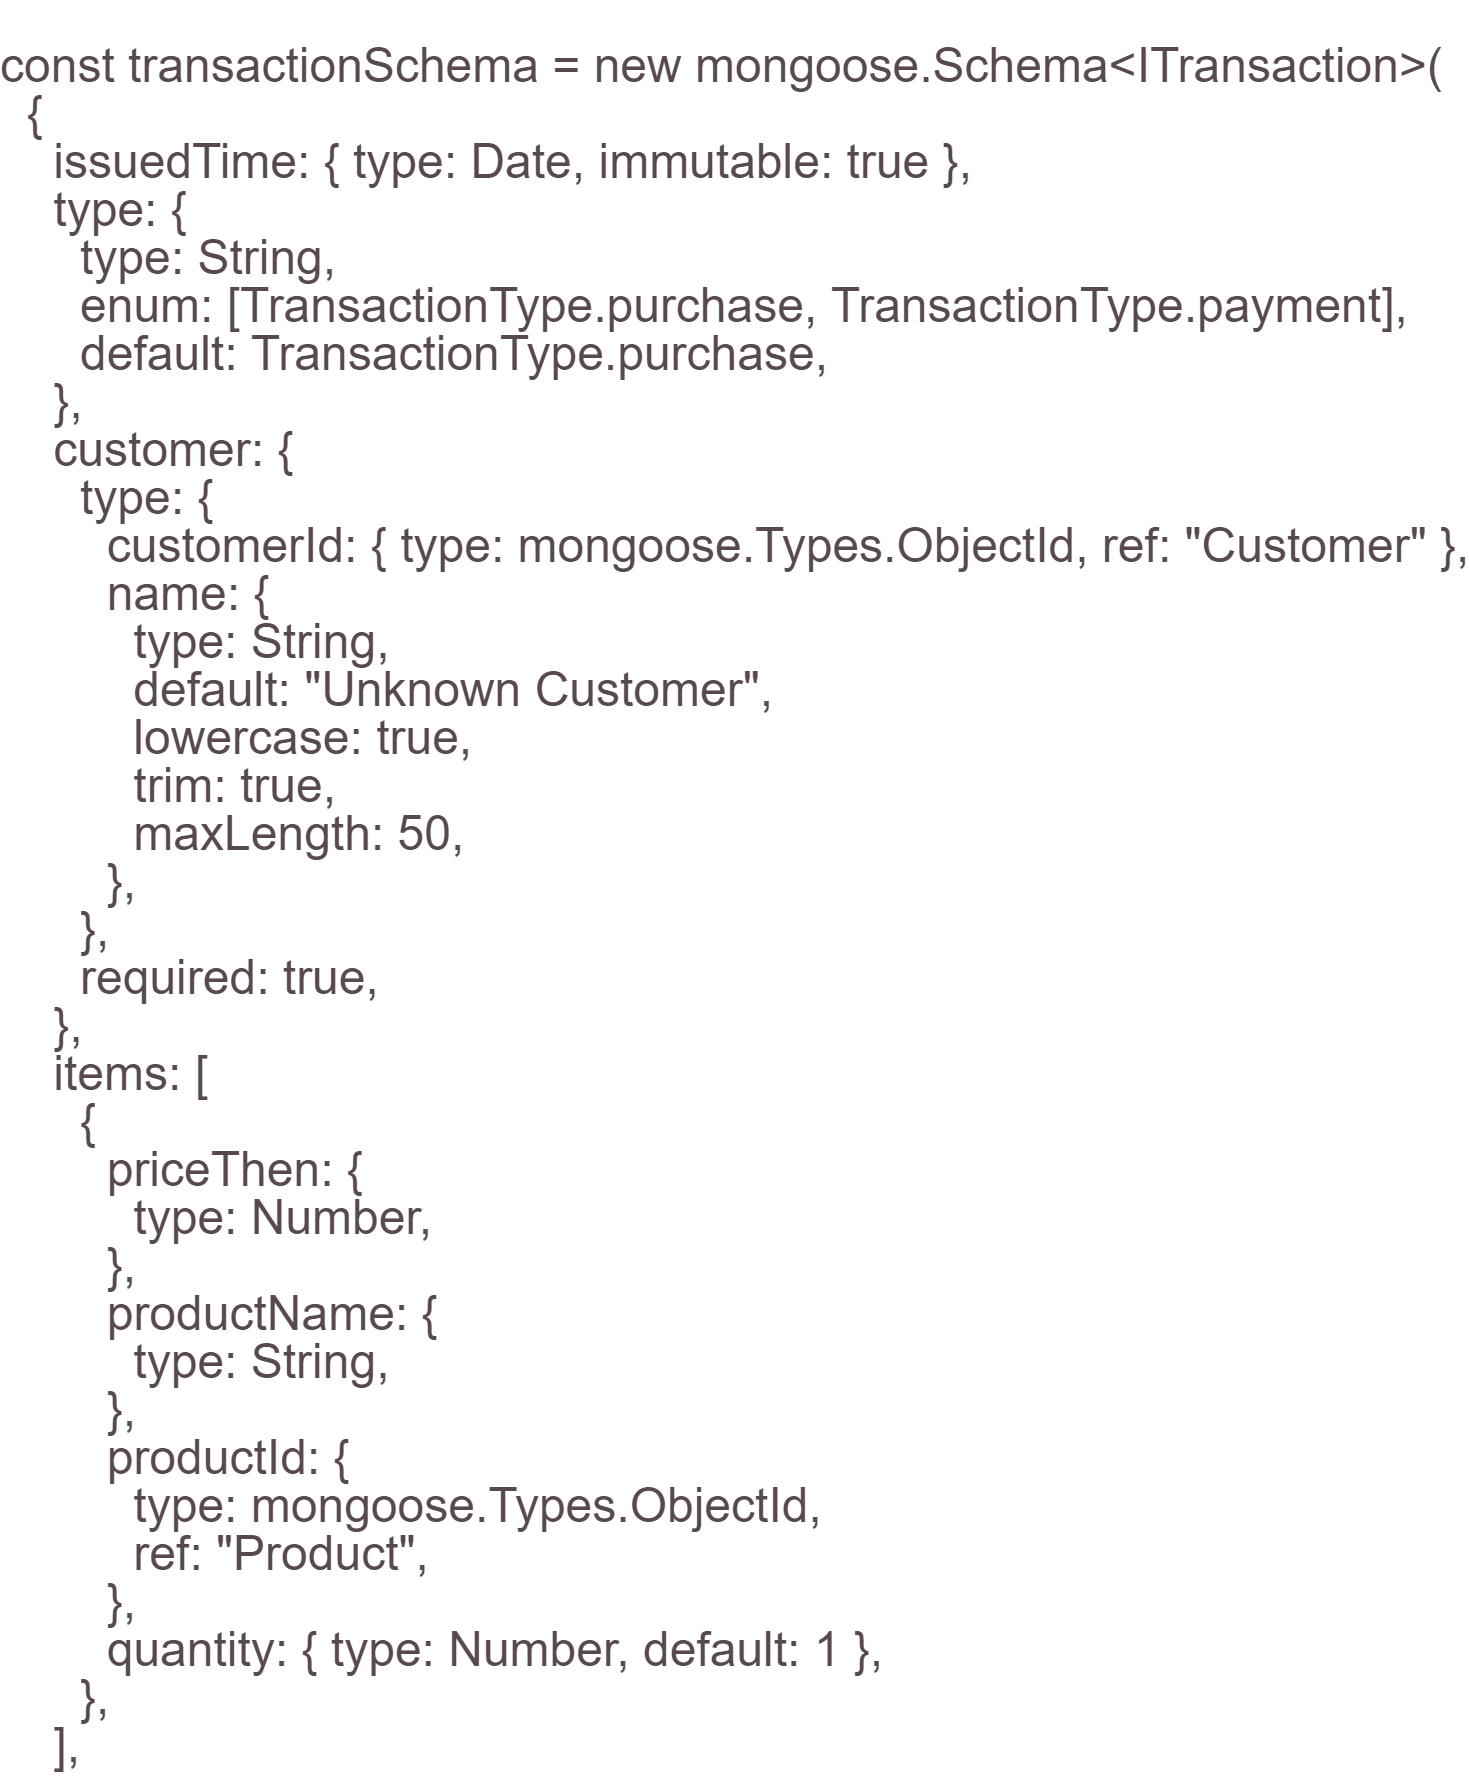 const transactionSchema = new mongoose.Schema<ITransaction>(
  {
    issuedTime: { type: Date, immutable: true },
    type: {
      type: String,
      enum: [TransactionType.purchase, TransactionType.payment],
      default: TransactionType.purchase,
    },
    customer: {
      type: {
        customerId: { type: mongoose.Types.ObjectId, ref: "Customer" },
        name: {
          type: String,
          default: "Unknown Customer",
          lowercase: true,
          trim: true,
          maxLength: 50,
        },
      },
      required: true,
    },
    items: [
      {
        priceThen: {
          type: Number,
        },
        productName: {
          type: String,
        },
        productId: {
          type: mongoose.Types.ObjectId,
          ref: "Product",
        },
        quantity: { type: Number, default: 1 },
      },
    ],